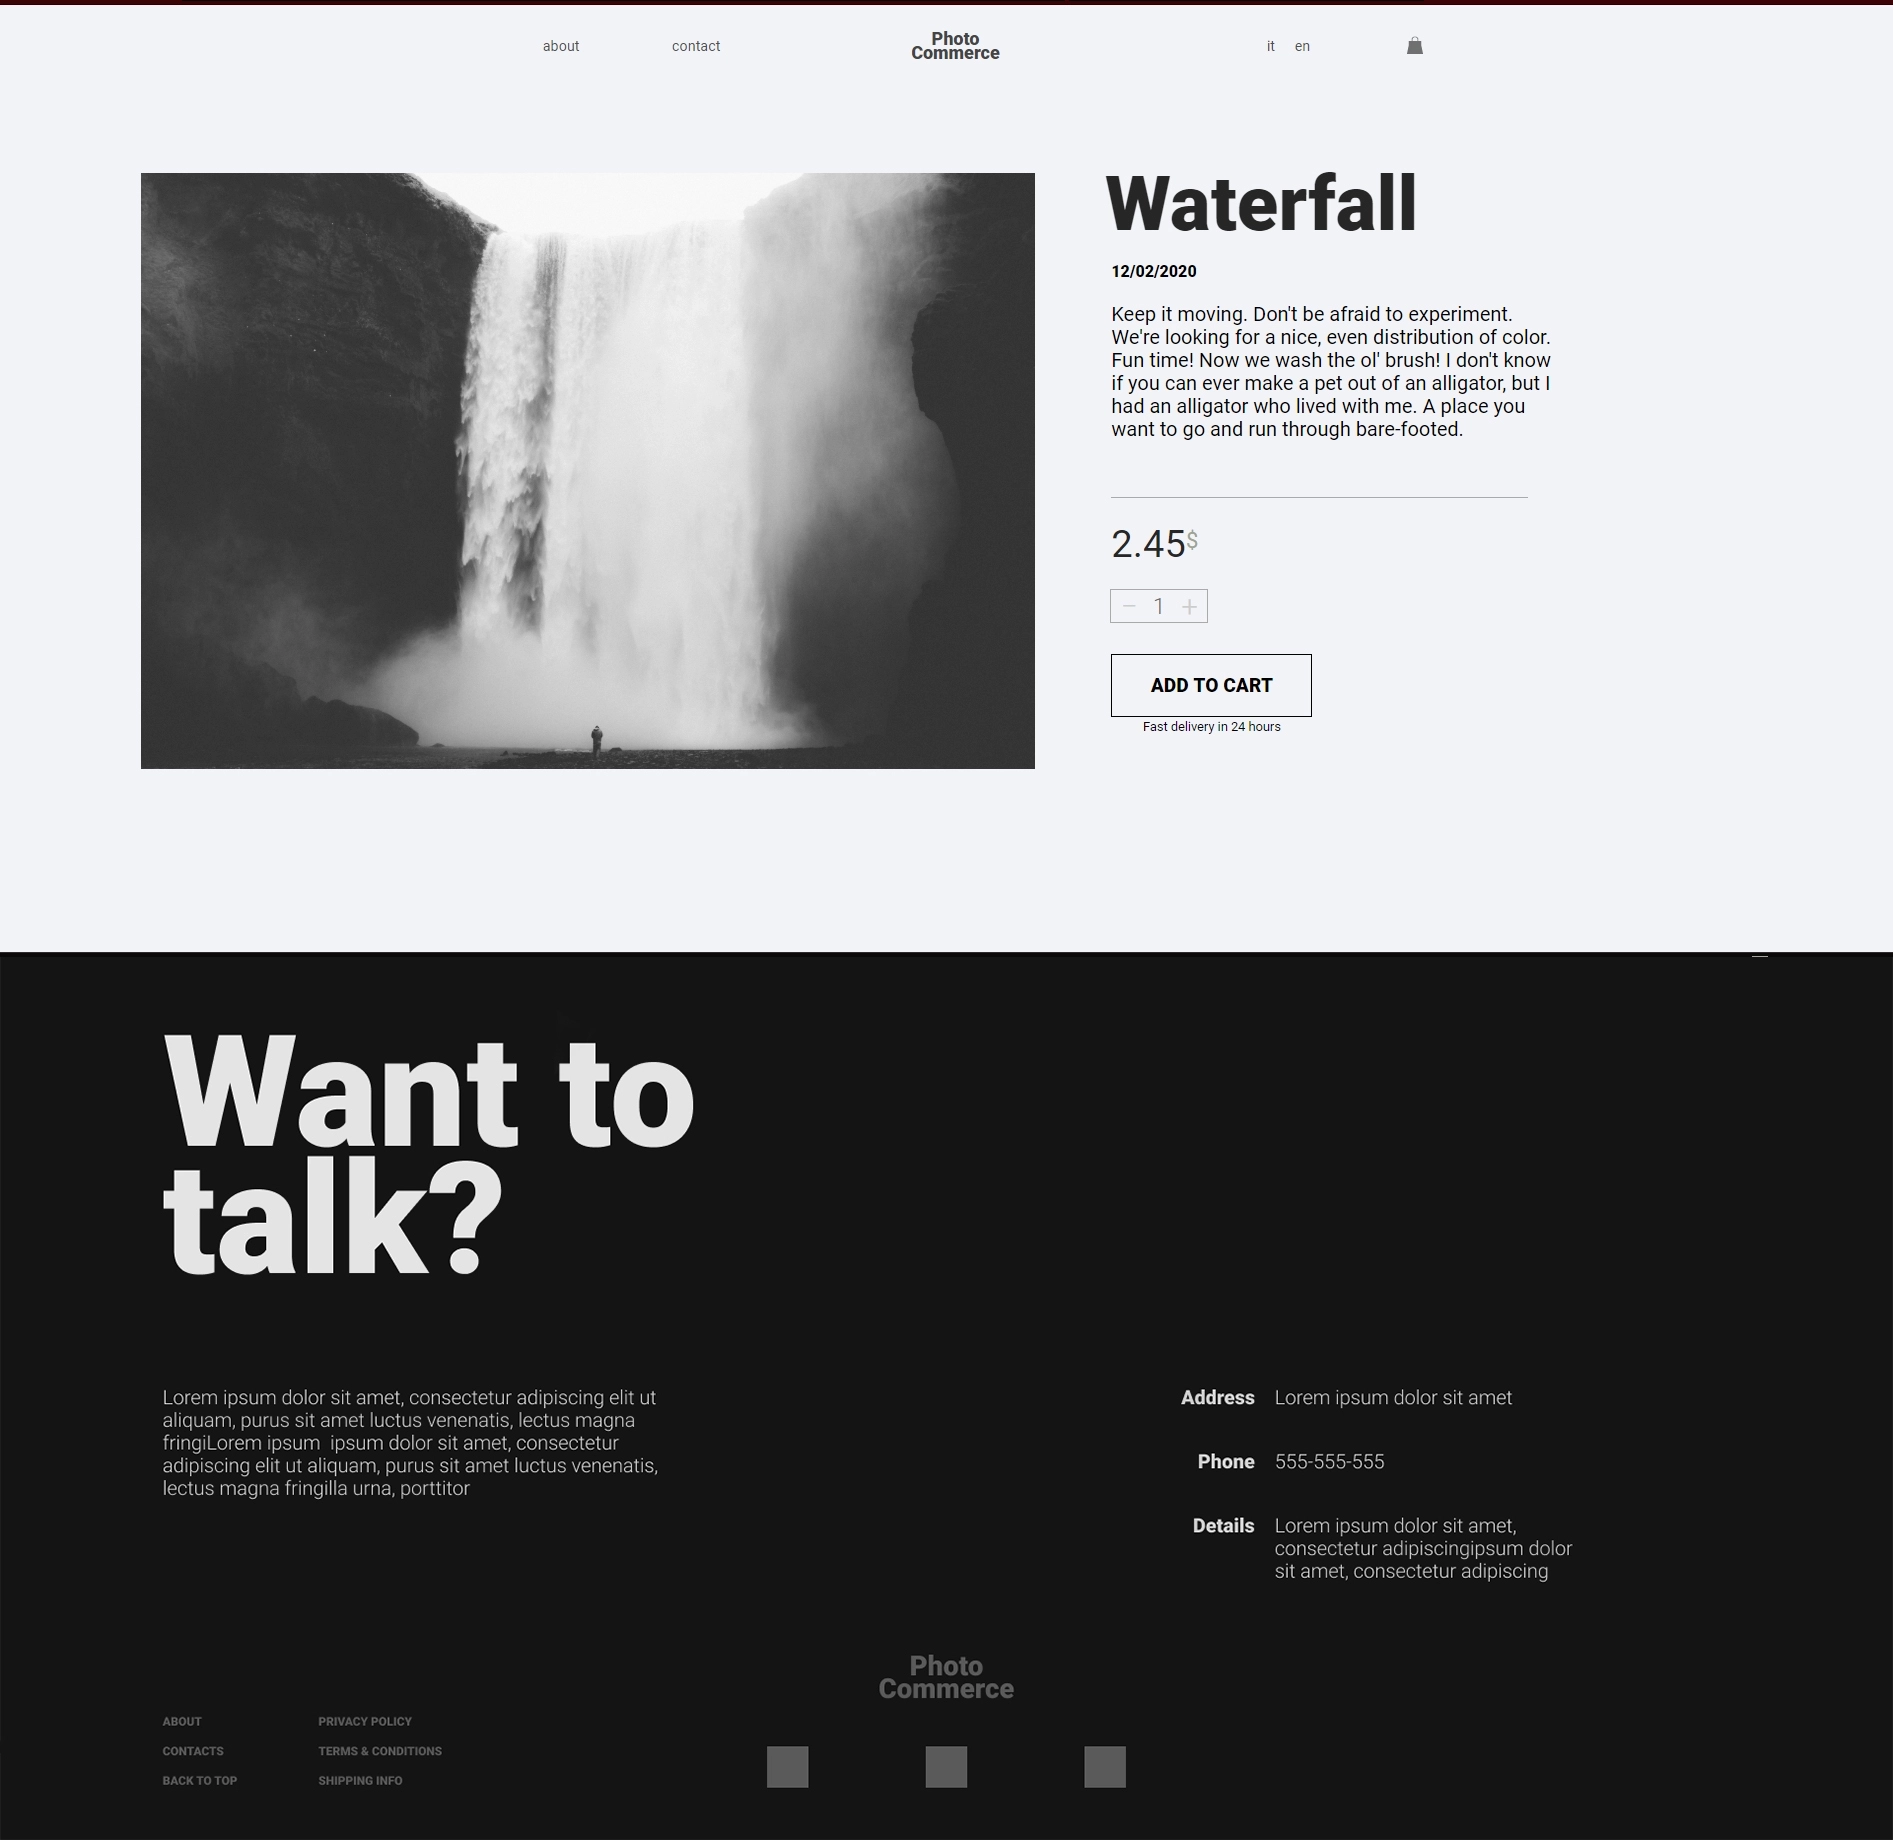 about
contact
Photo
Commerce
it
en
Waterfall
12/02/2020
Keep it moving. Don't be afraid to experiment.
We're looking for a nice, even distribution of color.
Fun time! Now we wash the ol' brush! I don't know
if you can ever make a pet out of an alligator, but I
had an alligator who lived with me. A place you
want to go and run through bare-footed.
2.45$
− 1 +
ADD TO CART
Fast delivery in 24 hours
Want to
talk?
Lorem ipsum dolor sit amet, consectetur adipiscing elit ut
aliquam, purus sit amet luctus venenatis, lectus magna
fringiLorem ipsum  ipsum dolor sit amet, consectetur
adipiscing elit ut aliquam, purus sit amet luctus venenatis,
lectus magna fringilla urna, porttitor
Address Lorem ipsum dolor sit amet
Phone 555-555-555
Details Lorem ipsum dolor sit amet,
consectetur adipiscingipsum dolor
sit amet, consectetur adipiscing
Photo
Commerce
ABOUT
CONTACTS
BACK TO TOP
PRIVACY POLICY
TERMS & CONDITIONS
SHIPPING INFO